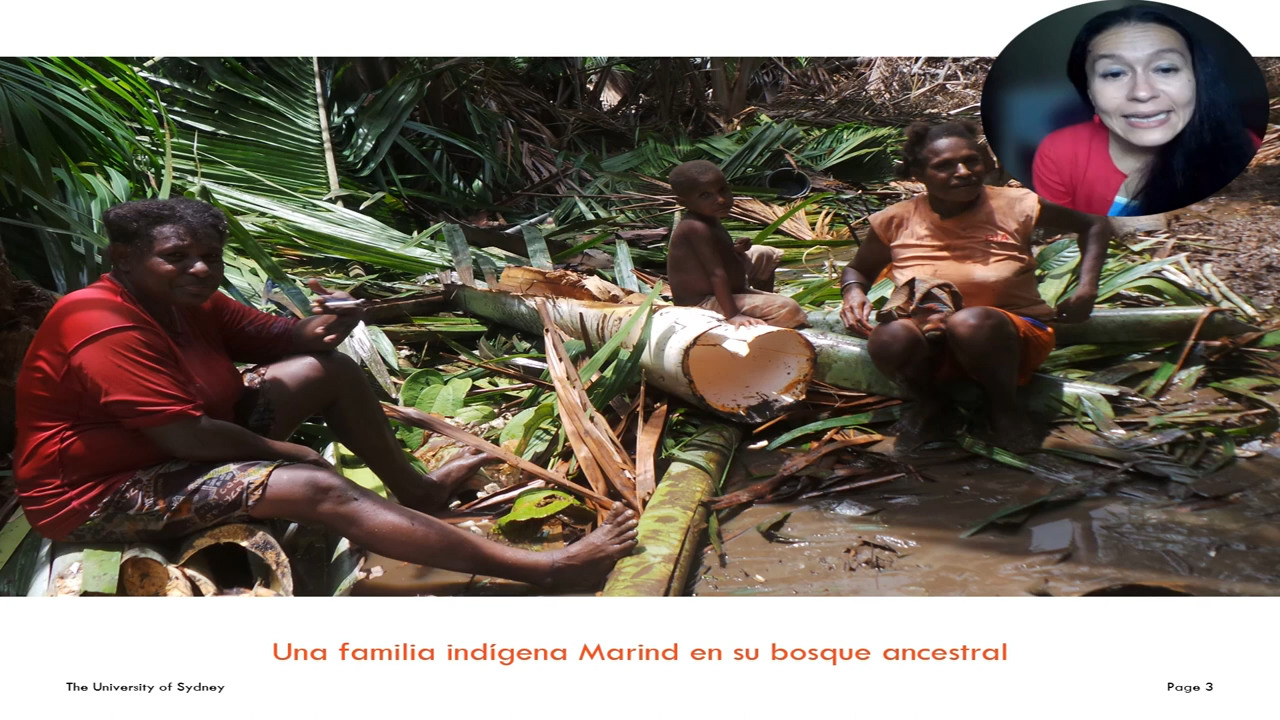 Una familia indígena Marind en su bosque ancestral
The University of Sydney
Page 3